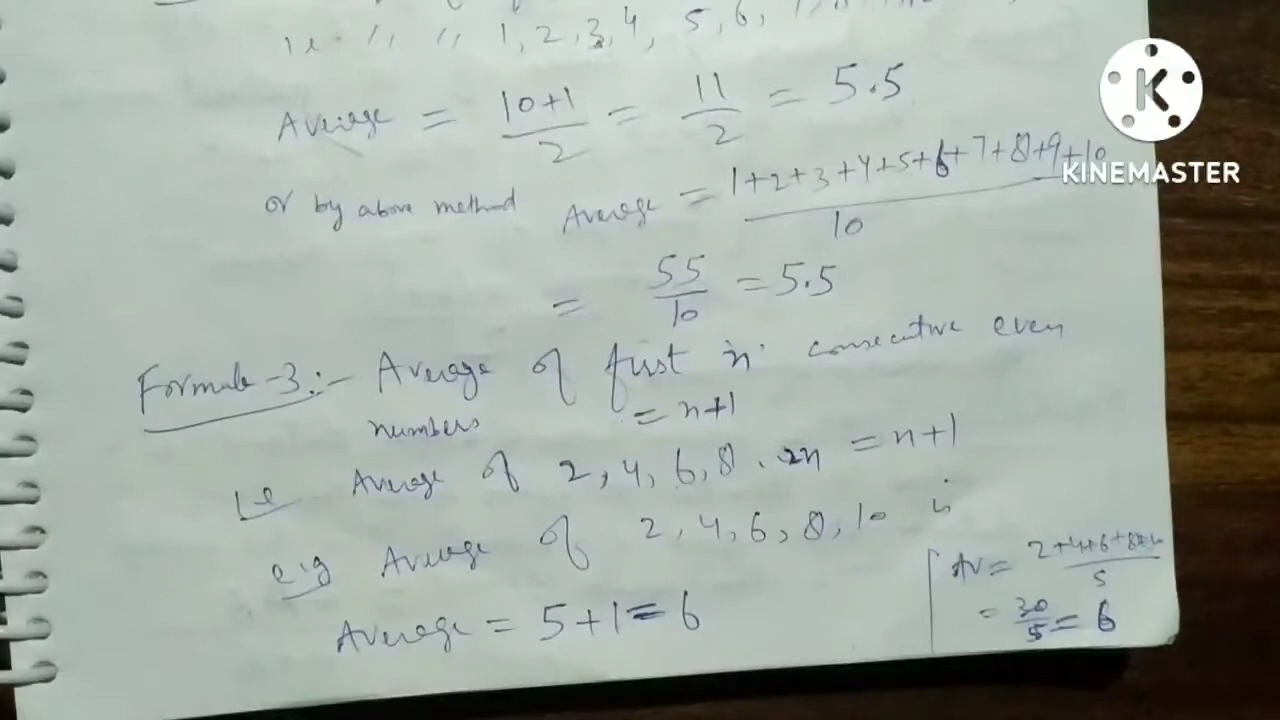 i.e. 〃 〃 1, 2, 3, 4, 5, 6,
Average = 10+1/2 = 11/2 = 5.5
or by above method Average = 1+2+3+4+5+6+7+8+9+10/10
= 55/10 = 5.5
Formula-3:- Average of first 'n' consecutive even
numbers = n+1
i.e Average of 2, 4, 6, 8 . 2n = n+1
e.g Average of 2, 4, 6, 8, 10 is
Average = 5+1 = 6
AV = 2+4+6+8+10/5
= 30/5 = 6
K
KINEMASTER